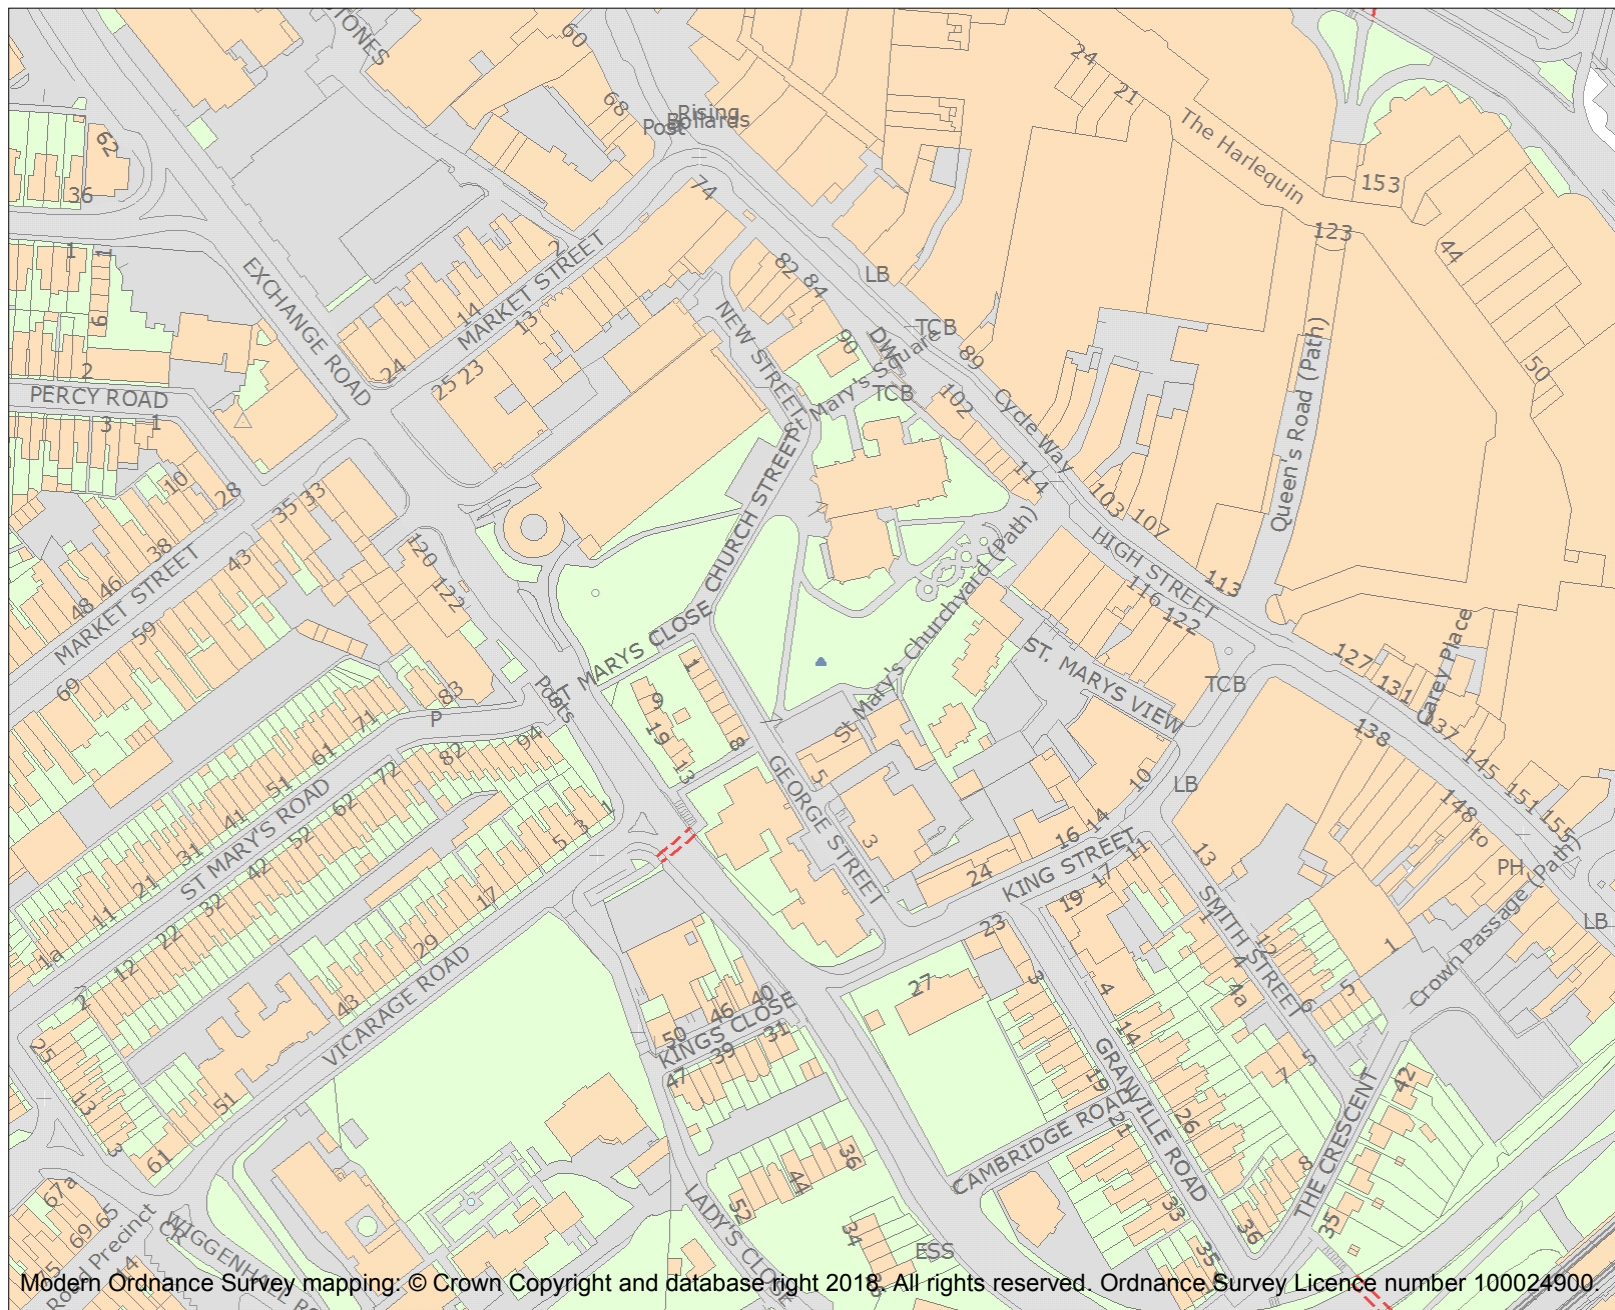 STONES
60
68
Rising
Bollards
Post
24
21
The Harlequin
153
123
44
50
62
36
74
2
MARKET STREET
14
13
24
25 23
EXCHANGE ROAD
1
1
6
2
PERCY ROAD
3
1
10
28
82
84
LB
NEW STREET
90
DW
TCB
St Mary's Square
TCB
89
Cycle Way
102
114
103
107
HIGH STREET
113
116
122
Queen's Road (Path)
35 33
38
43
48 46
MARKET STREET
59
69
120
122
CHURCH STREET
ST MARYS CLOSE
St Mary's Churchyard (Path)
ST. MARYS VIEW
TCB
127
131
Carey Place
137
138
145
151
155
148 to
PH
Crown Passage (Path)
LB
83
P
Posts
71
61
51
41
31
21
11
1a
ST MARY'S ROAD
94
82
72
62
52
42
32
22
12
2
1
9
19
13
8
GEORGE STREET
5
3
10
LB
14
16
24
KING STREET
11
17
19
23
13
SMITH STREET
1
12
4
4a
6
5
1
5
7
1
3
5
17
29
43
VICARAGE ROAD
51
61
25
13
3
40
46
50
KINGS CLOSE
31
39
47
27
3
4
14
GRANVILLE ROAD
19
21
26
CAMBRIDGE ROAD
33
35
36
8
THE CRESCENT
42
35
36
44
52
34
LADY'S CLOSE
ESS
67a
65
69
Road Precinct
WIGGENHALL ROAD
CR
14
Modern Ordnance Survey mapping: © Crown Copyright and database right 2018. All rights reserved. Ordnance Survey Licence number 100024900.